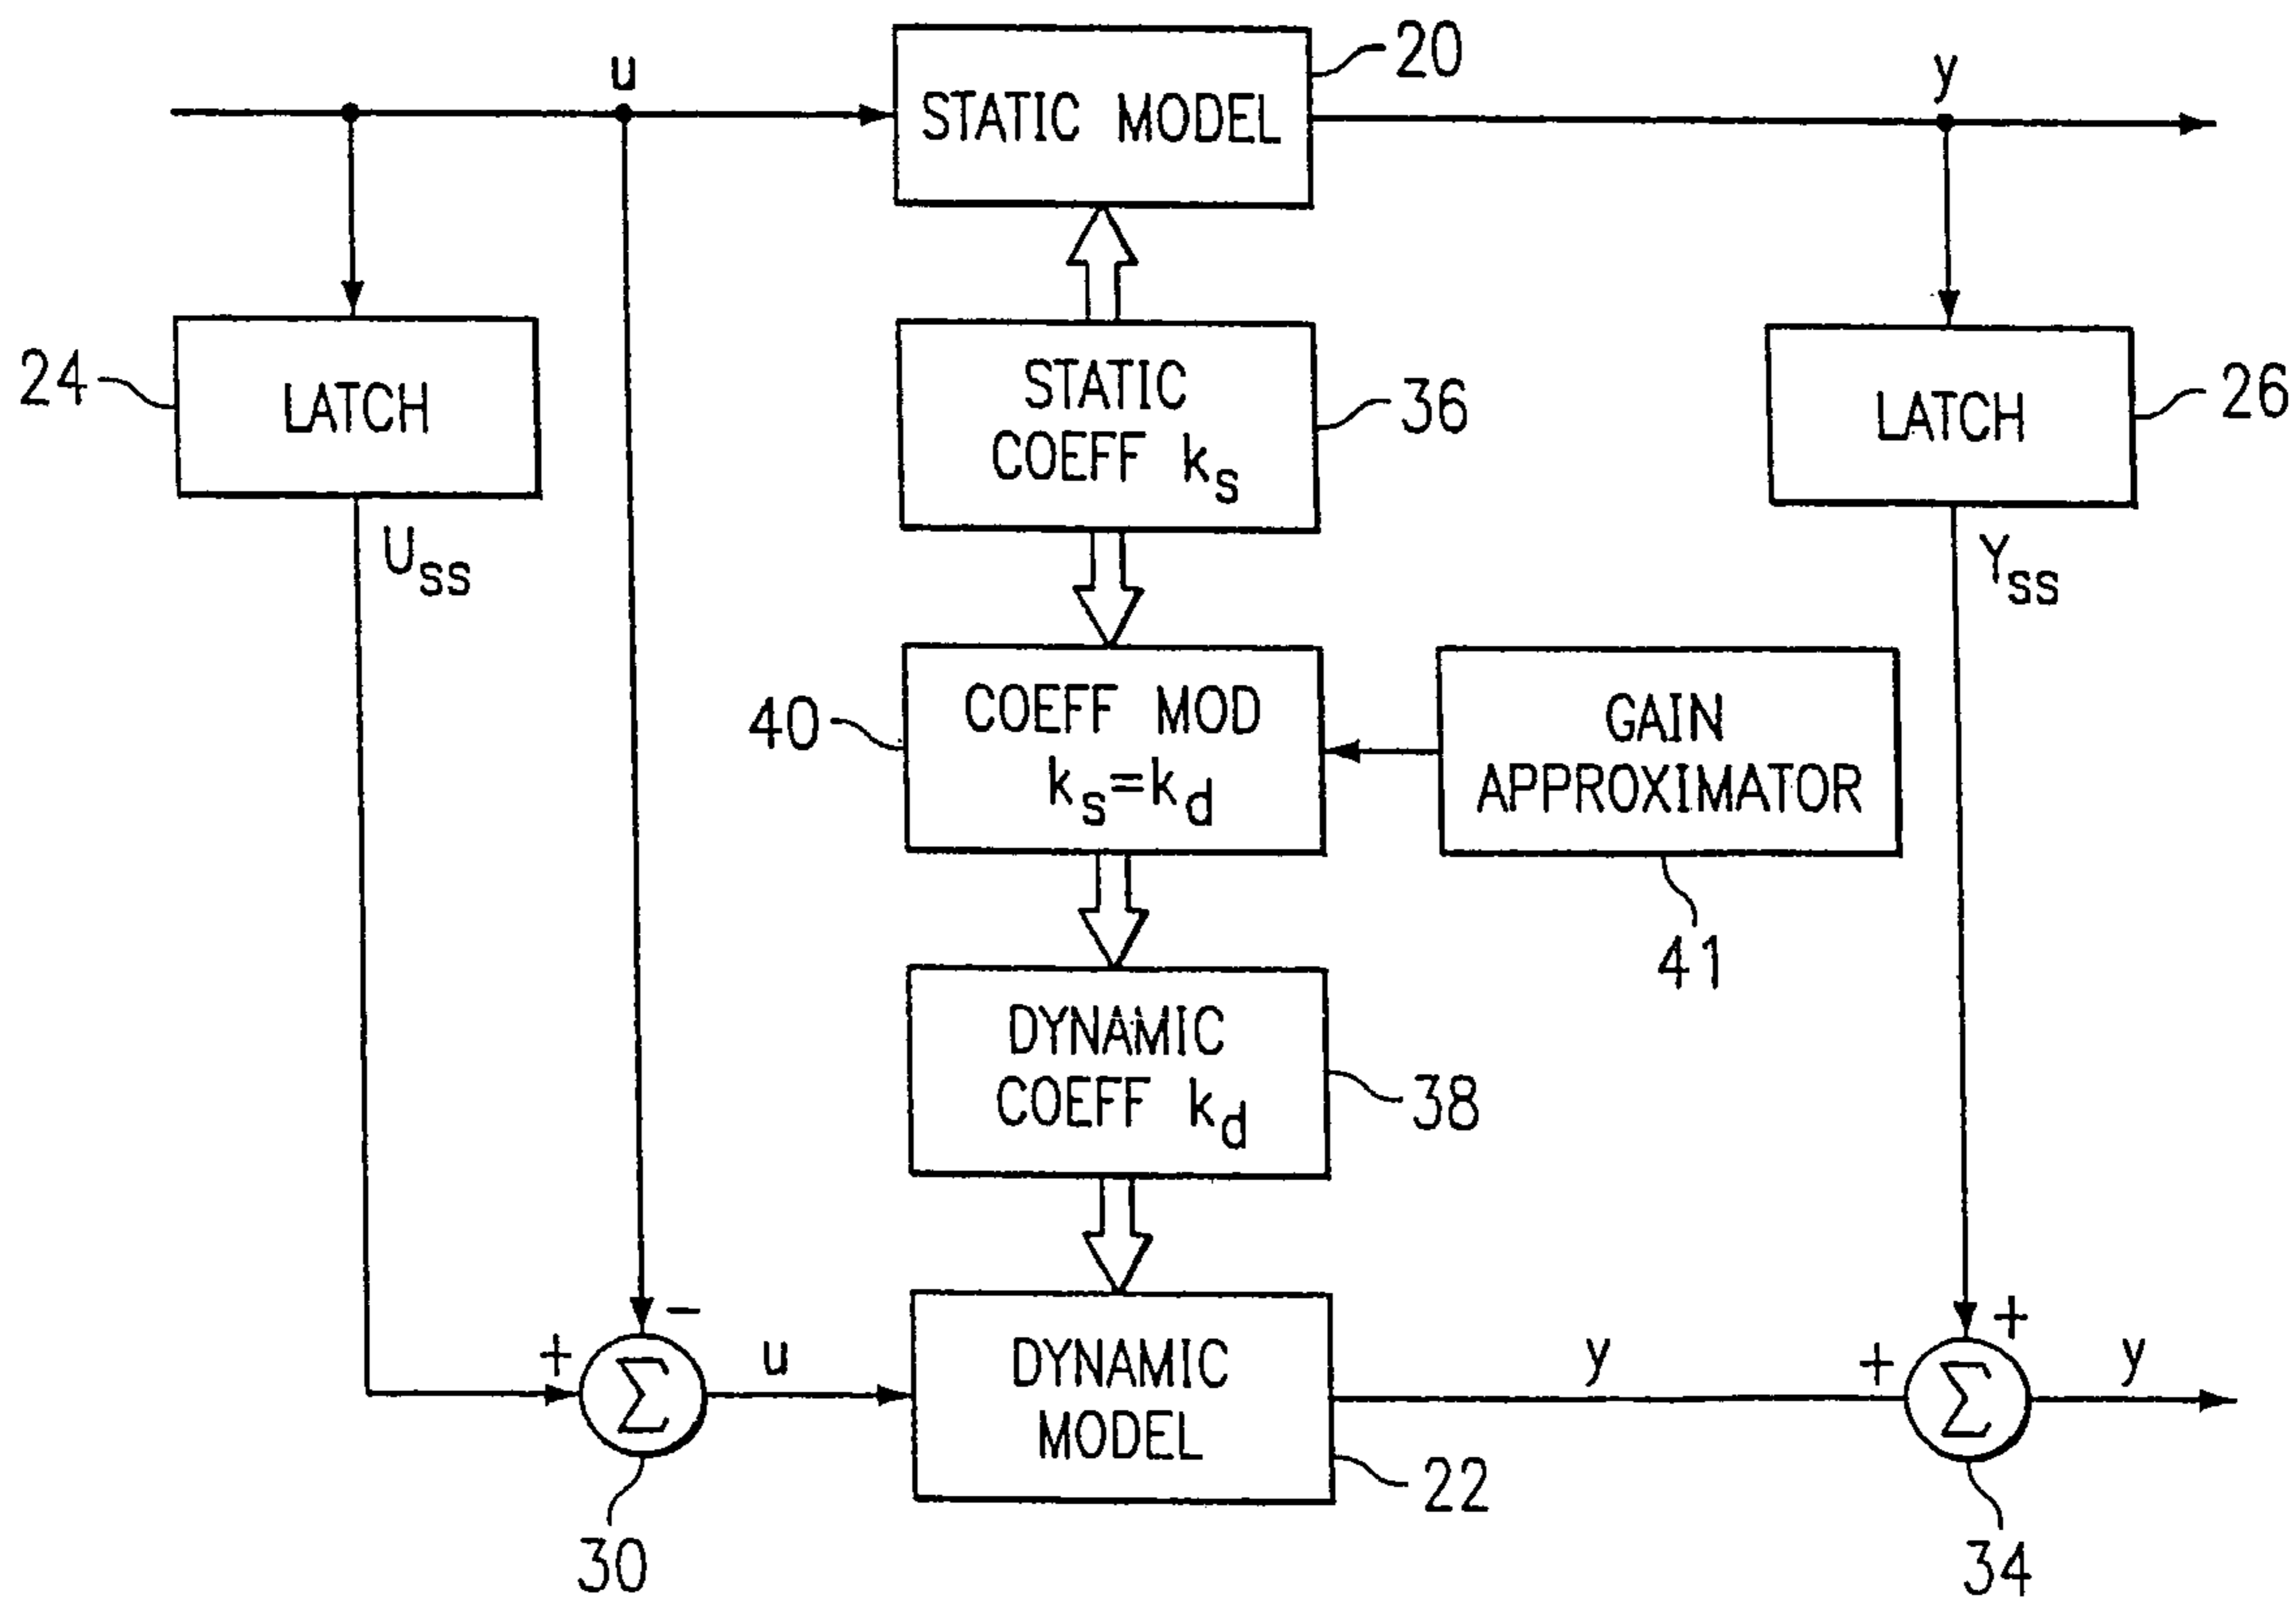 u
STATIC MODEL
20
y
24
LATCH
U_ss
STATIC
COEFF k_s
36
LATCH
26
Y_ss
40
COEFF MOD
k_s=k_d
GAIN
APPROXIMATOR
41
DYNAMIC
COEFF k_d
38
+
-
Σ
30
u
DYNAMIC
MODEL
22
y
+
+
Σ
34
y